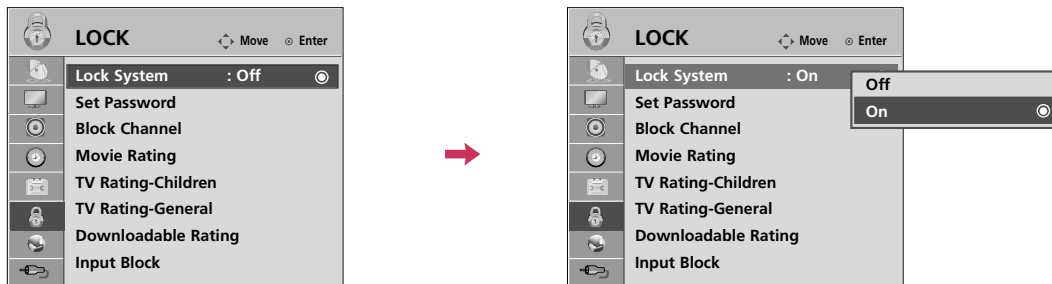 LOCK
Move
Enter
Lock System : Off
Set Password
Block Channel
Movie Rating
TV Rating-Children
TV Rating-General
Downloadable Rating
Input Block
LOCK
Move
Enter
Lock System : On
Set Password
Block Channel
Movie Rating
TV Rating-Children
TV Rating-General
Downloadable Rating
Input Block
Off
On